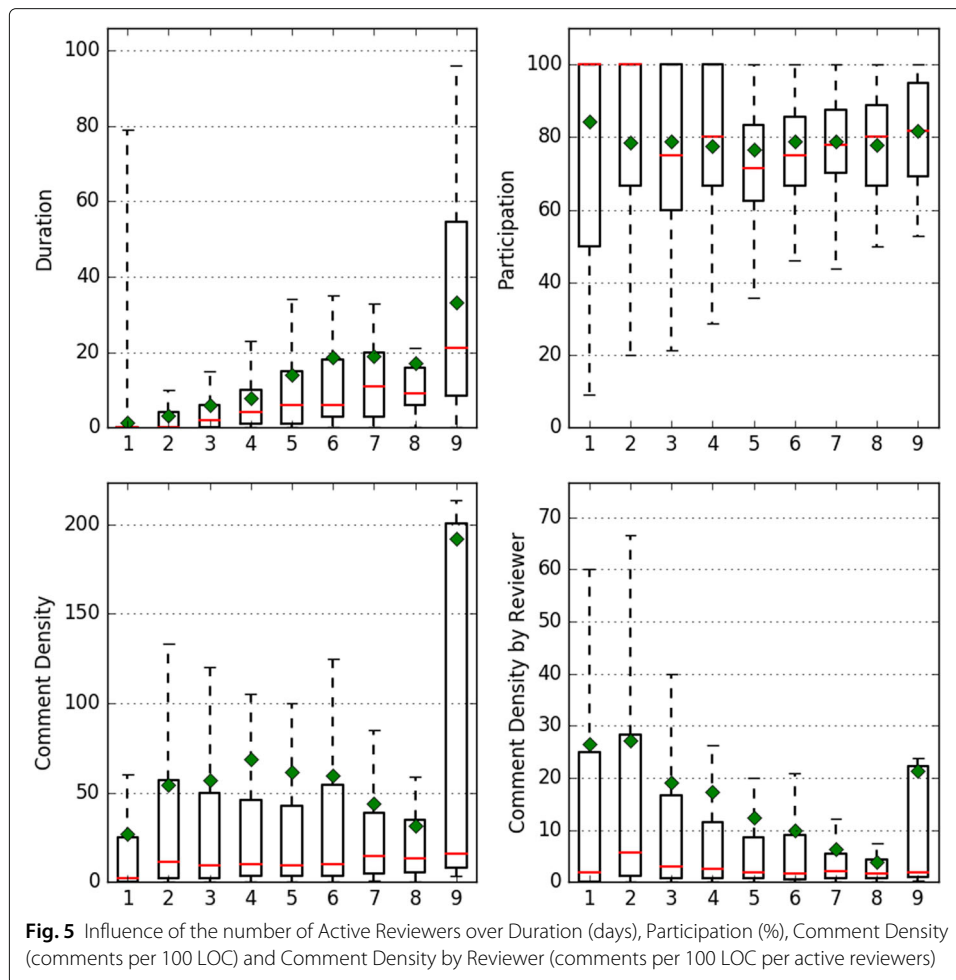 100
80
60
40
20
0
Duration
1 2 3 4 5 6 7 8 9
100
80
60
40
20
0
Participation
1 2 3 4 5 6 7 8 9
200
150
100
50
0
Comment Density
1 2 3 4 5 6 7 8 9
70
60
50
40
30
20
10
0
Comment Density by Reviewer
1 2 3 4 5 6 7 8 9
Fig. 5 Influence of the number of Active Reviewers over Duration (days), Participation (%), Comment Density
(comments per 100 LOC) and Comment Density by Reviewer (comments per 100 LOC per active reviewers)